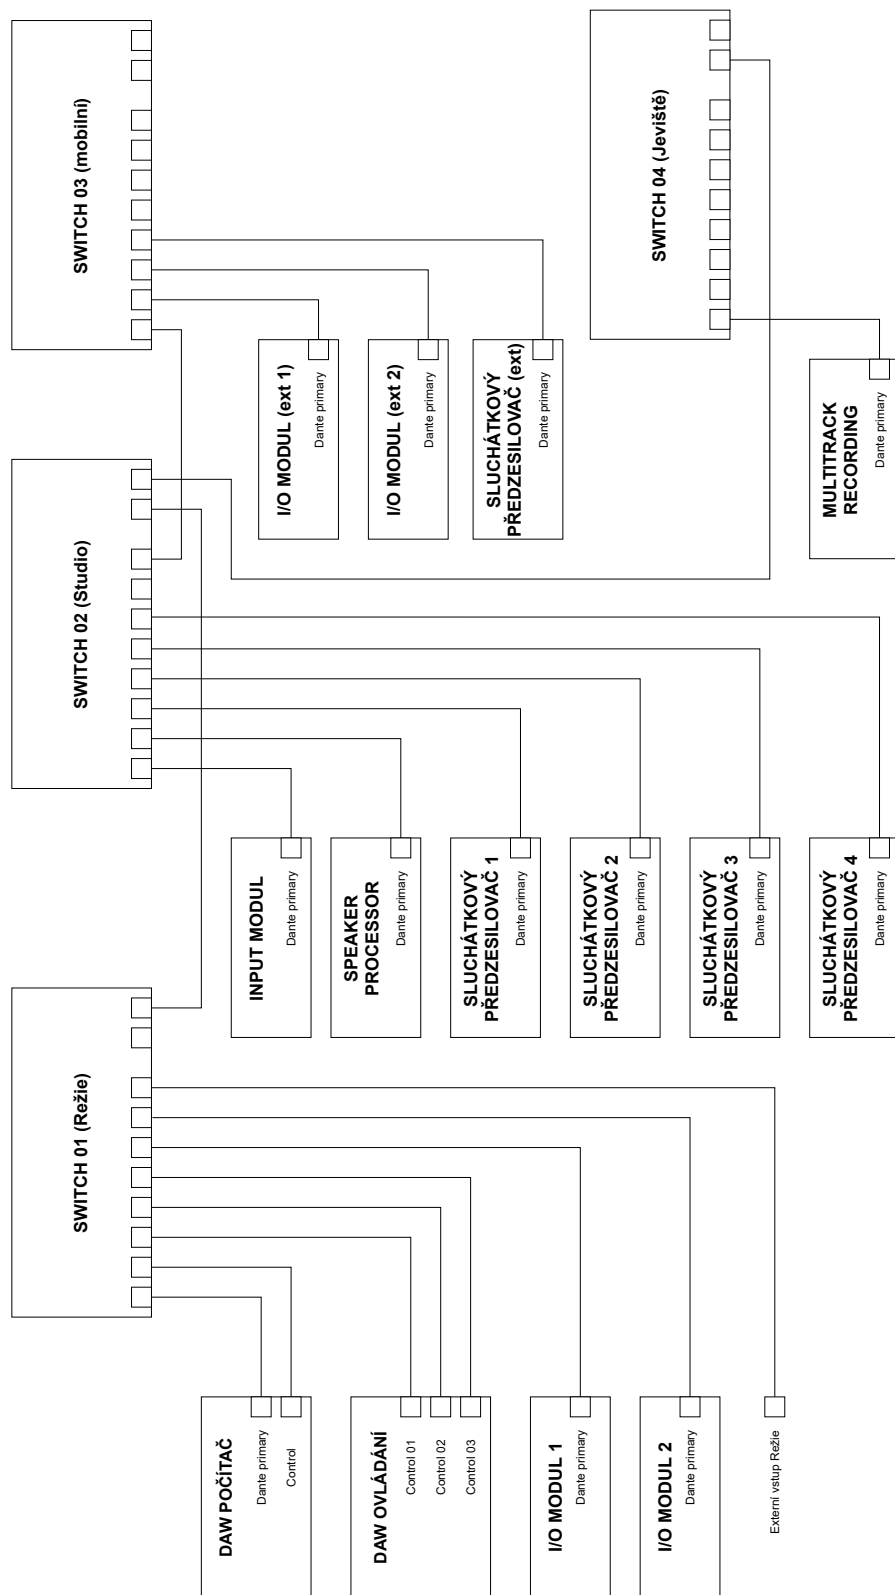 SWITCH 01 (Režie)
DAW POČÍTAČ
Dante primary
Control
DAW OVLÁDÁNÍ
Control 01
Control 02
Control 03
I/O MODUL 1
Dante primary
I/O MODUL 2
Dante primary
Externí vstup Režie
SWITCH 02 (Studio)
INPUT MODUL
Dante primary
SPEAKER
PROCESSOR
Dante primary
SLUCHÁTKOVÝ
PŘEDZESILOVAČ 1
Dante primary
SLUCHÁTKOVÝ
PŘEDZESILOVAČ 2
Dante primary
SLUCHÁTKOVÝ
PŘEDZESILOVAČ 3
Dante primary
SLUCHÁTKOVÝ
PŘEDZESILOVAČ 4
Dante primary
SWITCH 03 (mobilní)
I/O MODUL (ext 1)
Dante primary
I/O MODUL (ext 2)
Dante primary
SLUCHÁTKOVÝ
PŘEDZESILOVAČ (ext)
Dante primary
SWITCH 04 (Jeviště)
MULTITRACK
RECORDING
Dante primary